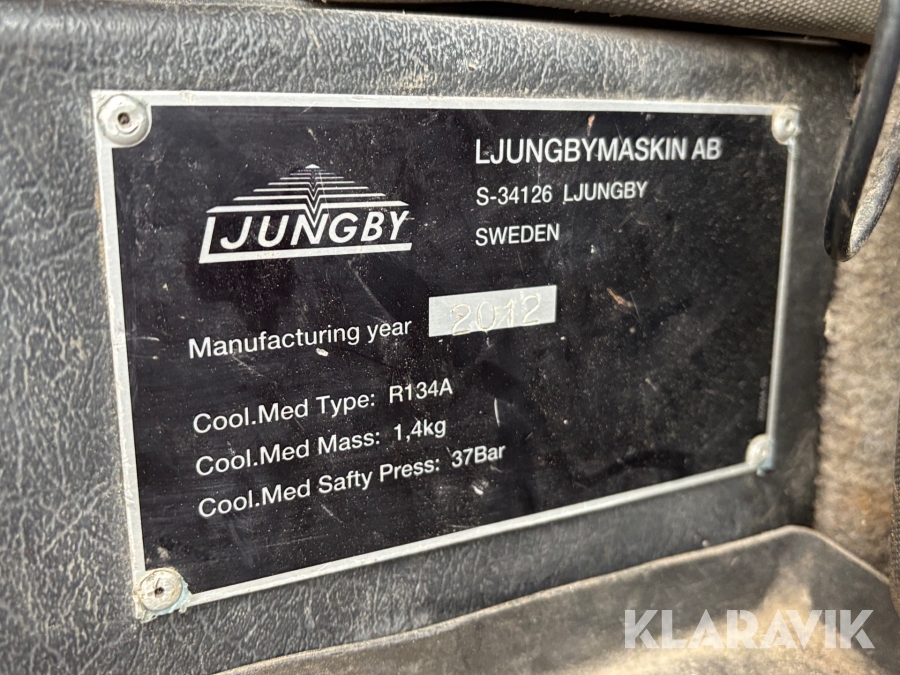 LJUNGBY
LJUNGBYMASKIN AB
S-34126 LJUNGBY
SWEDEN
Manufacturing year 2012
Cool.Med Type: R134A
Cool.Med Mass: 1,4kg
Cool.Med Safty Press: 37Bar
KLARAVIK